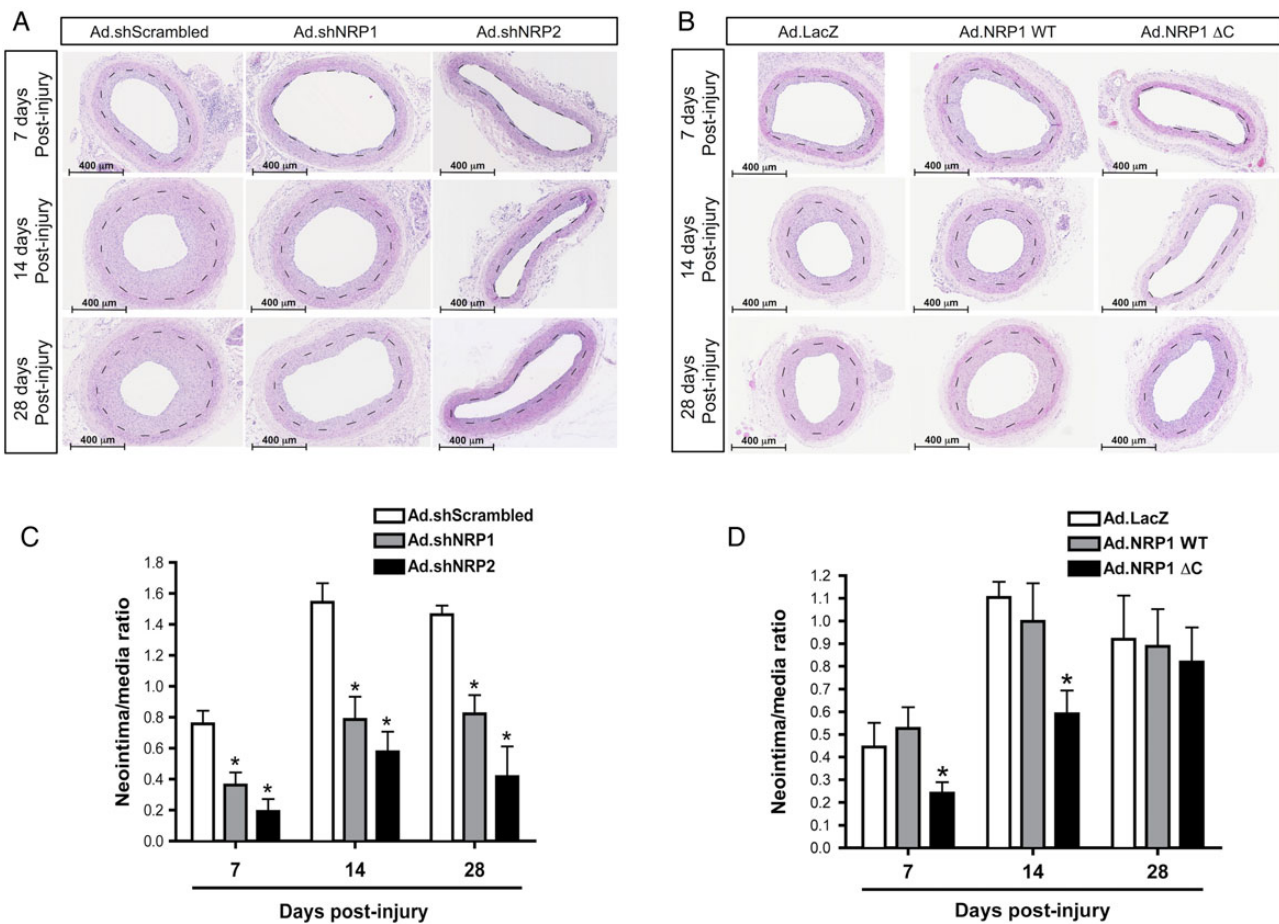 A
Ad.shScrambled Ad.shNRP1 Ad.shNRP2
7 days
Post-injury
400 µm 400 µm 400 µm
14 days
Post-injury
400 µm 400 µm 400 µm
28 days
Post-injury
400 µm 400 µm 400 µm
B
Ad.LacZ Ad.NRP1 WT Ad.NRP1 ΔC
7 days
Post-injury
400 µm 400 µm 400 µm
14 days
Post-injury
400 µm 400 µm 400 µm
28 days
Post-injury
400 µm 400 µm 400 µm
C
Ad.shScrambled
Ad.shNRP1
Ad.shNRP2
Neointima/media ratio
1.8
1.6
1.4
1.2
1.0
0.8
0.6
0.4
0.2
0.0
* * * * * *
7 14 28
Days post-injury
D
Ad.LacZ
Ad.NRP1 WT
Ad.NRP1 ΔC
Neointima/media ratio
1.2
1.1
1.0
0.9
0.8
0.7
0.6
0.5
0.4
0.3
0.2
0.1
0.0
* *
7 14 28
Days post-injury